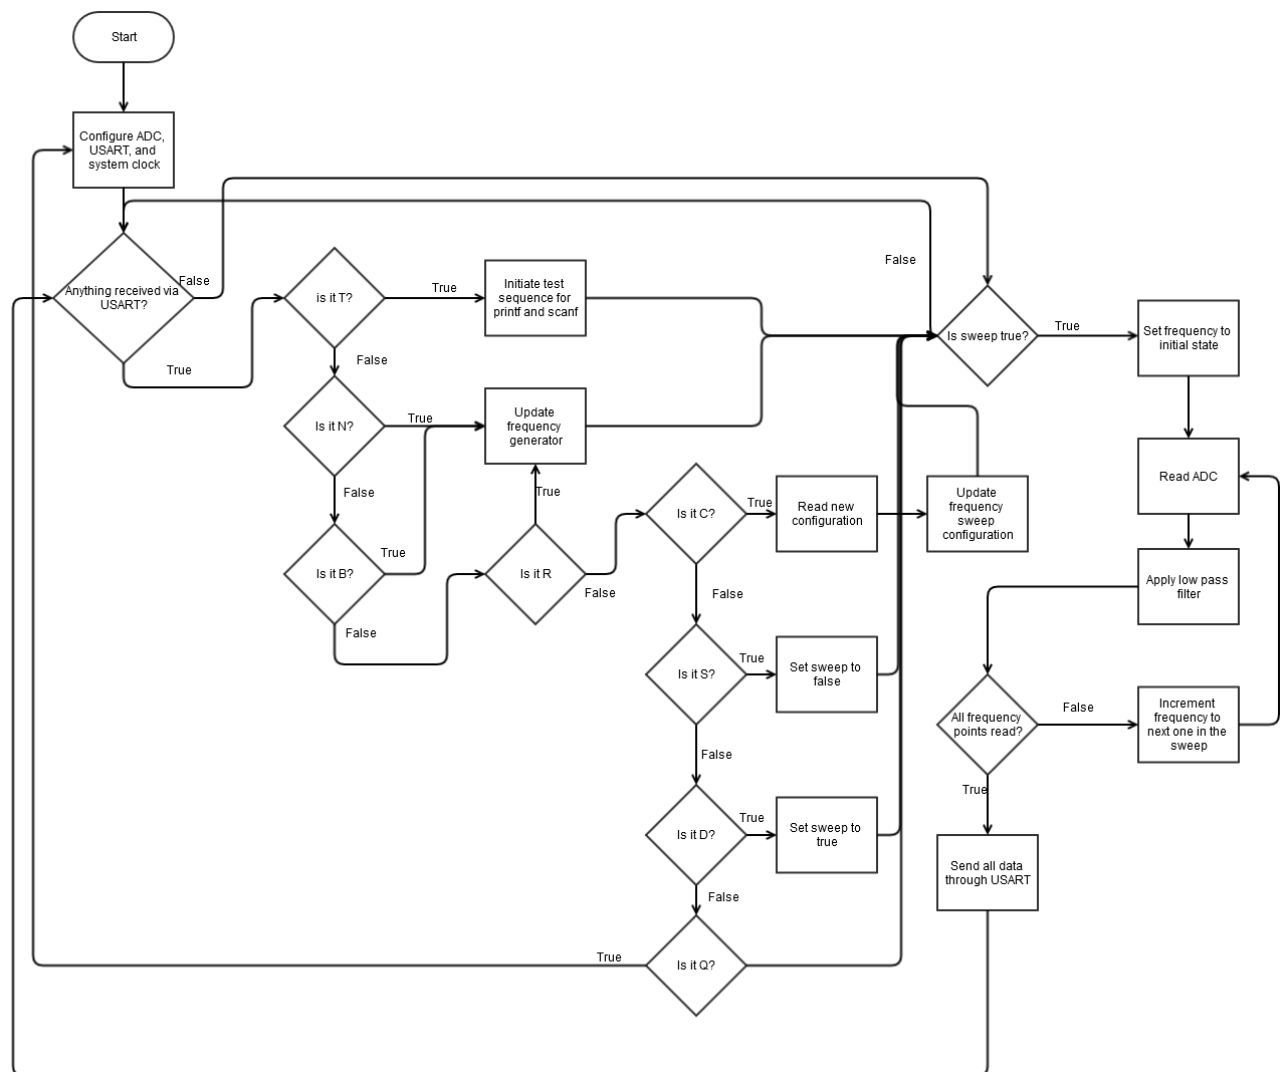 Start
Configure ADC,
USART, and
system clock
Anything received via
USART?
False
True
is it T?
True
Initiate test
sequence for
printf and scanf
False
Is it N?
True
Update
frequency
generator
False
True
Is it B?
True
False
Is it R
False
Is it C?
True
Read new
configuration
Update
frequency
sweep
configuration
False
Is it S?
True
Set sweep to
false
False
Is it D?
True
Set sweep to
true
False
Is it Q?
True
False
Is sweep true?
True
Set frequency to
initial state
Read ADC
Apply low pass
filter
All frequency
points read?
False
Increment
frequency to
next one in the
sweep
True
Send all data
through USART